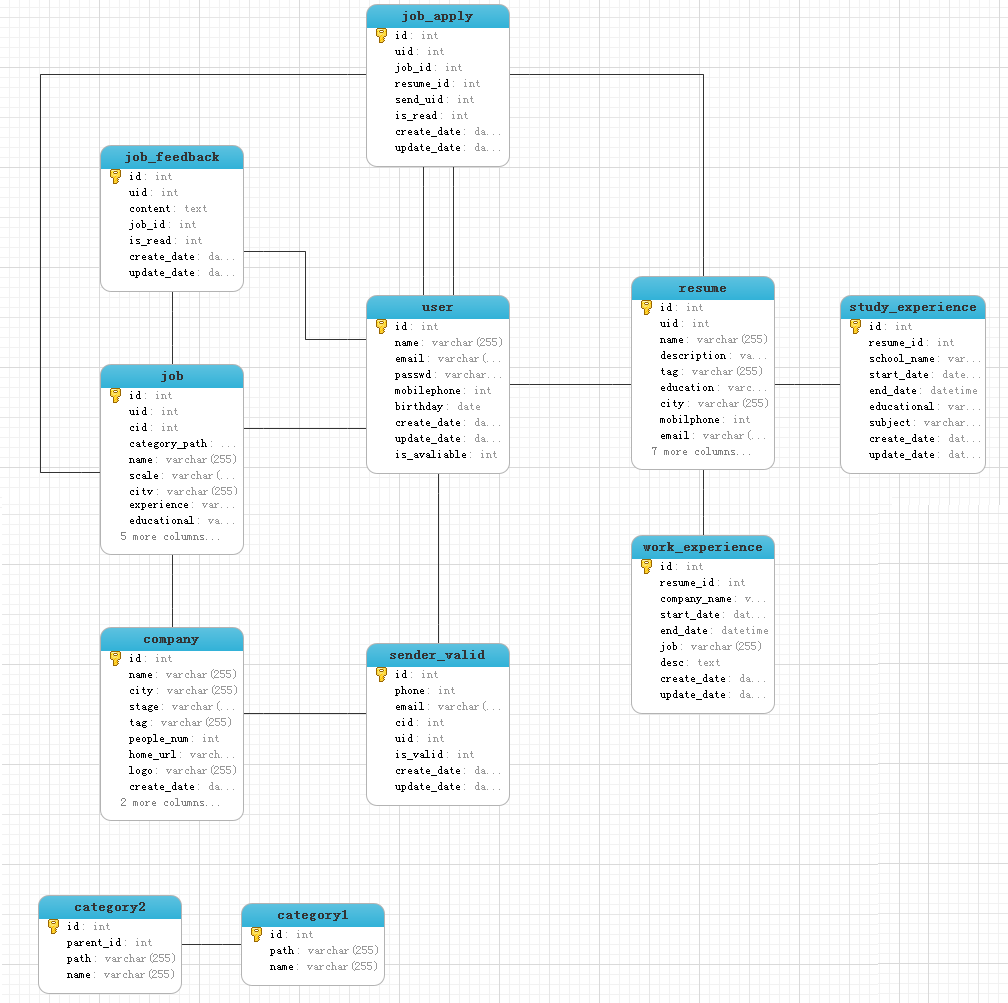 job_apply
id: int
uid: int
job_id: int
resume_id: int
send_uid: int
is_read: int
create_date: da...
update_date: da...
job_feedback
id: int
uid: int
content: text
job_id: int
is_read: int
create_date: da...
update_date: da...
user
id: int
name: varchar(255)
email: varchar(...
passwd: varchar...
mobilephone: int
birthday: date
create_date: da...
update_date: da...
is_avaliable: int
resume
id: int
uid: int
name: varchar(255)
description: va...
tag: varchar(255)
education: varc...
city: varchar(255)
mobilphone: int
email: varchar(...
7 more columns...
study_experience
id: int
resume_id: int
school_name: var...
start_date: date...
end_date: datetime
educational: var...
subject: varchar...
create_date: dat...
update_date: dat...
job
id: int
uid: int
cid: int
category_path: ...
name: varchar(255)
scale: varchar(...
city: varchar(255)
experience: var...
educational: va...
5 more columns...
work_experience
id: int
resume_id: int
company_name: v...
start_date: dat...
end_date: datetime
job: varchar(255)
desc: text
create_date: da...
update_date: da...
company
id: int
name: varchar(255)
city: varchar(255)
stage: varchar(...
tag: varchar(255)
people_num: int
home_url: varch...
logo: varchar(255)
create_date: da...
2 more columns...
sender_valid
id: int
phone: int
email: varchar(...
cid: int
uid: int
is_valid: int
create_date: da...
update_date: da...
category2
id: int
parent_id: int
path: varchar(255)
name: varchar(255)
category1
id: int
path: varchar(255)
name: varchar(255)